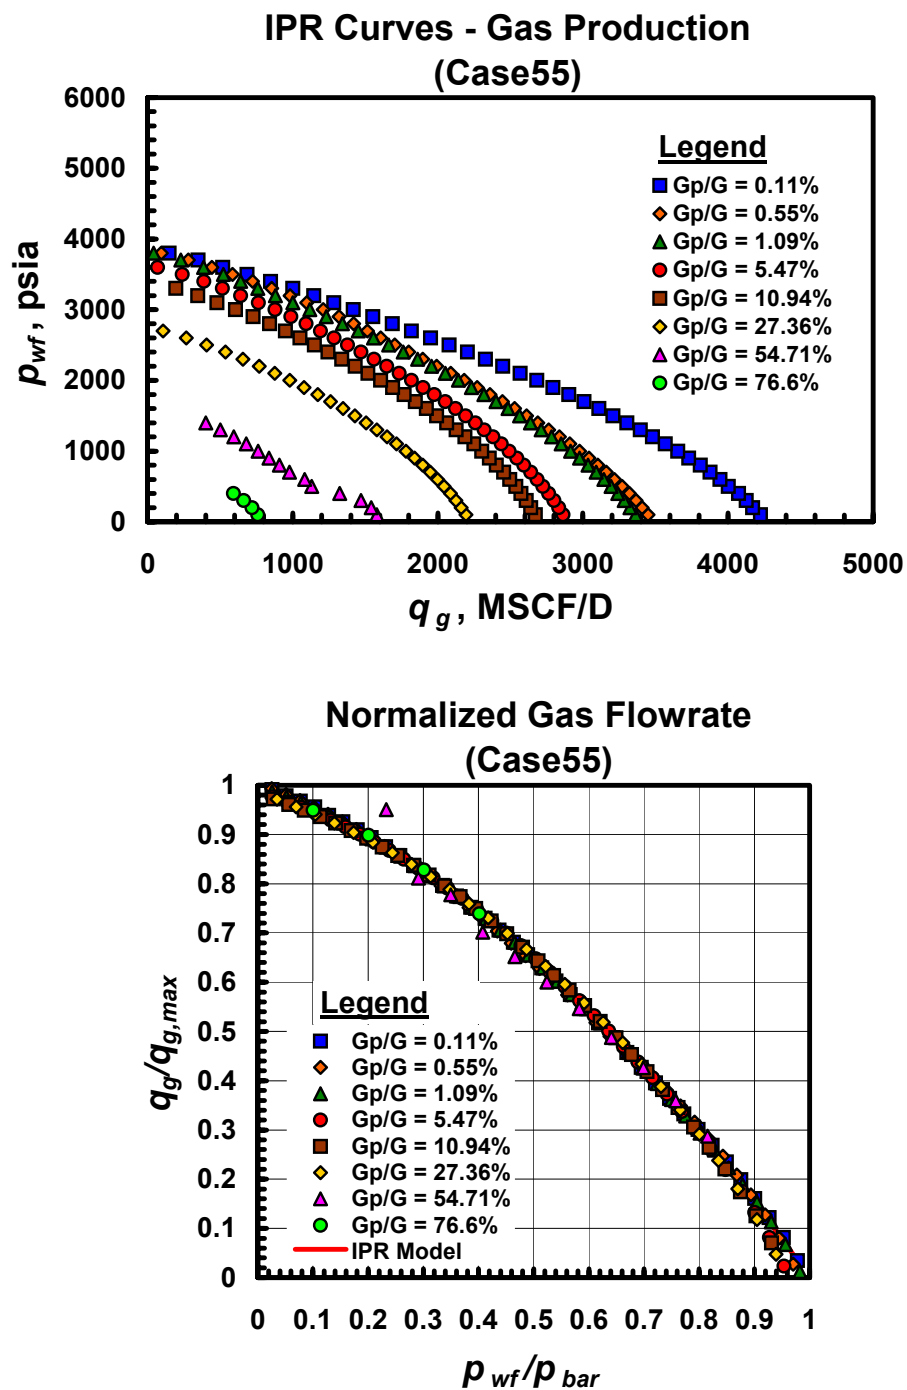 IPR Curves - Gas Production
(Case55)
6000
5000
4000
3000
2000
1000
0
p wf , psia
Legend
Gp/G = 0.11%
Gp/G = 0.55%
Gp/G = 1.09%
Gp/G = 5.47%
Gp/G = 10.94%
Gp/G = 27.36%
Gp/G = 54.71%
Gp/G = 76.6%
0 1000 2000 3000 4000 5000
q g , MSCF/D
Normalized Gas Flowrate
(Case55)
1
0.9
0.8
0.7
0.6
0.5
0.4
0.3
0.2
0.1
0
q g /q g,max
Legend
Gp/G = 0.11%
Gp/G = 0.55%
Gp/G = 1.09%
Gp/G = 5.47%
Gp/G = 10.94%
Gp/G = 27.36%
Gp/G = 54.71%
Gp/G = 76.6%
IPR Model
0 0.1 0.2 0.3 0.4 0.5 0.6 0.7 0.8 0.9 1
p wf /p bar